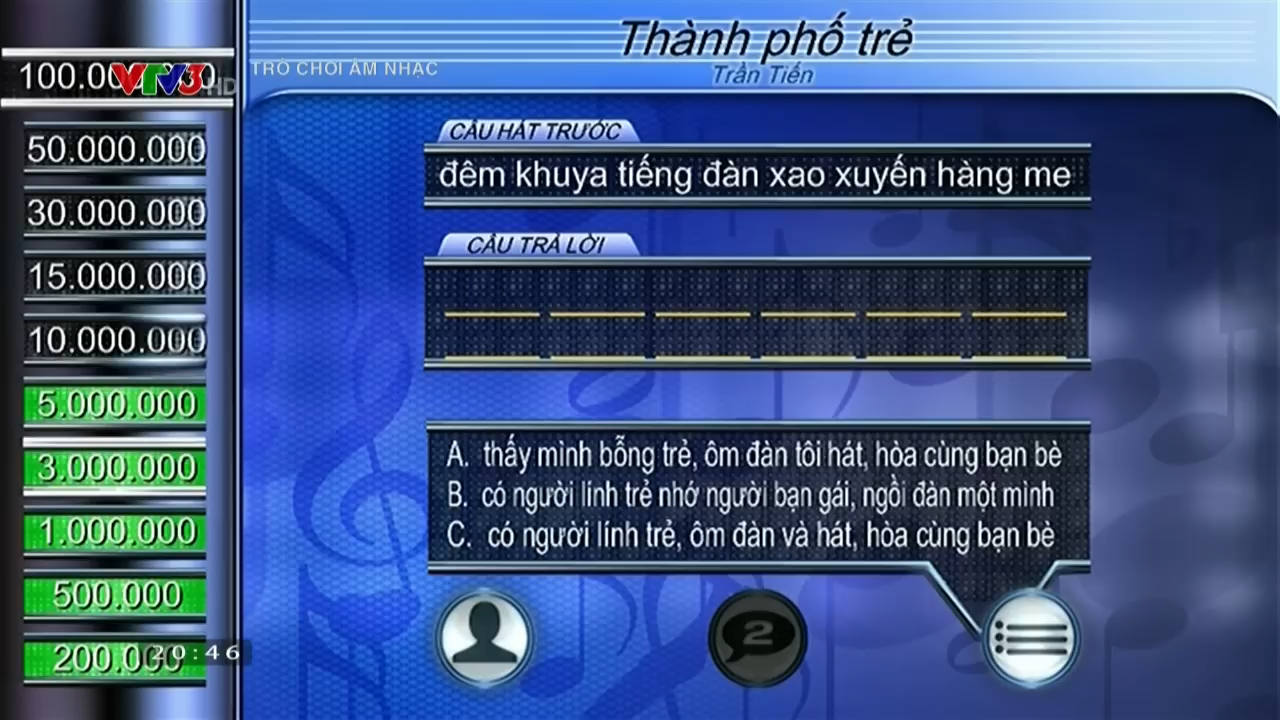 Thành phố trẻ
Trần Tiến
TRÒ CHƠI ÂM NHẠC
VTV3 HD
50.000.000
30.000.000
15.000.000
10.000.000
5.000.000
3.000.000
1.000.000
500.000
200.000
20:46
CÂU HÁT TRƯỚC
đêm khuya tiếng đàn xao xuyến hàng me
CÂU TRẢ LỜI
A. thấy mình bỗng trẻ, ôm đàn tôi hát, hòa cùng bạn bè
B. có người lính trẻ nhớ người bạn gái, ngồi đàn một mình
C. có người lính trẻ, ôm đàn và hát, hòa cùng bạn bè
2